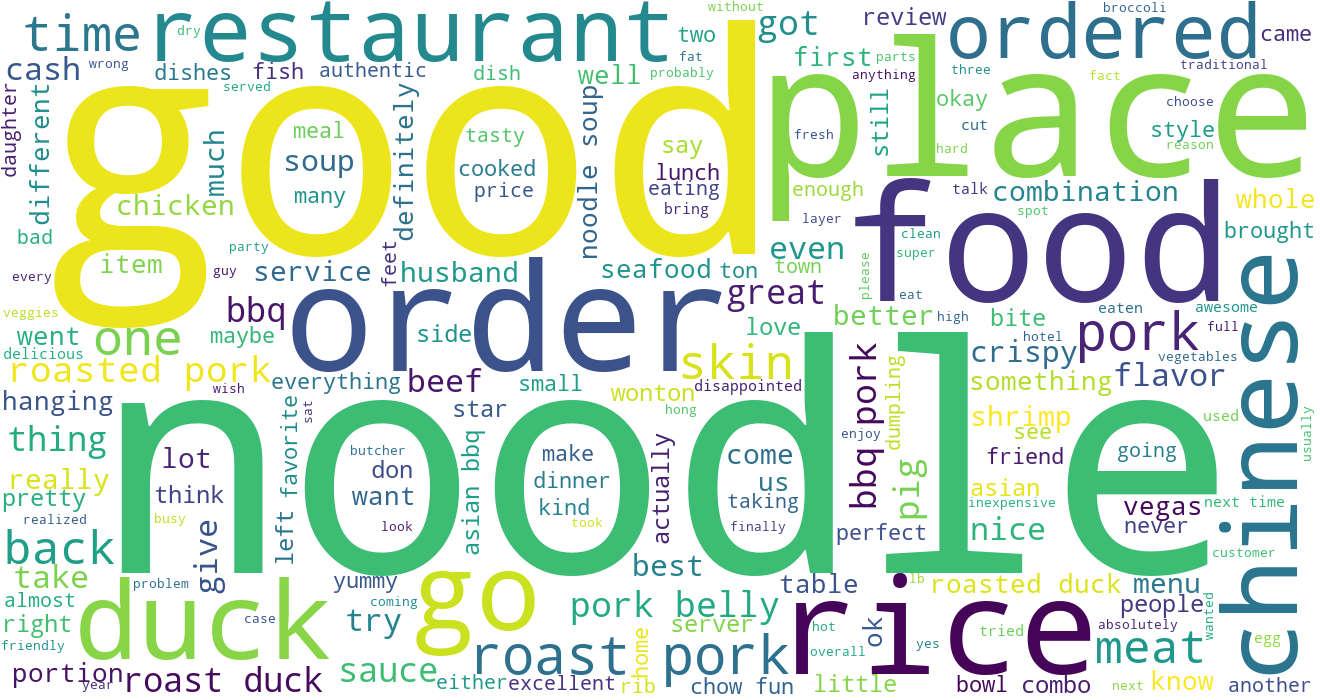 without
broccoli
time
restaurant
dry
two
got
review
ordered
came
cash
wrong
dishes
fish
authentic
dish
well
probably
first
parts
anything
three
traditional
fact
served
daughter
different
good
place
much
meal
soup
many
definitely
tasty
cooked
price
noodle soup
say
lunch
eating
bring
fresh
still
okay
cut
hard
choose
style
reason
chicken
enough
layer
talk
combination
spot
whole
brought
bad
item
party
guy
every
service
feet
husband
seafood
ton
town
even
please
food
clean
super
eat
chinese
veggies
went
one
delicious
maybe
bbq
order
side
great
love
better
high
bite
eaten
awesome
full
hotel
pork
vegetables
roasted pork
wish
everything
beef
small
skin
wonton
disappointed
hong
crispy
something
flavor
hanging
left favorite
sat
star
dumpling
bbq pork
shrimp
see
used
usually
thing
noodle
lot
butcher
don
want
look
think
busy
asian bbq
make
dinner
kind
took
actually
come
us
taking
finally
enjoy
pig
friend
going
asian
inexpensive
vegas
never
next time
really
pretty
realized
give
perfect
nice
customer
back
take
problem
yummy
go
best
table
lb
roasted duck
menu
almost
right
friendly
duck
case
coming
try
pork belly
server
home
rice
hot
overall
ok
yes
tried
people
absolutely
wanted
egg
portion
year
roast duck
sauce
either
excellent
roast pork
rib
chow fun
little
bowl
combo
meat
next
know
another